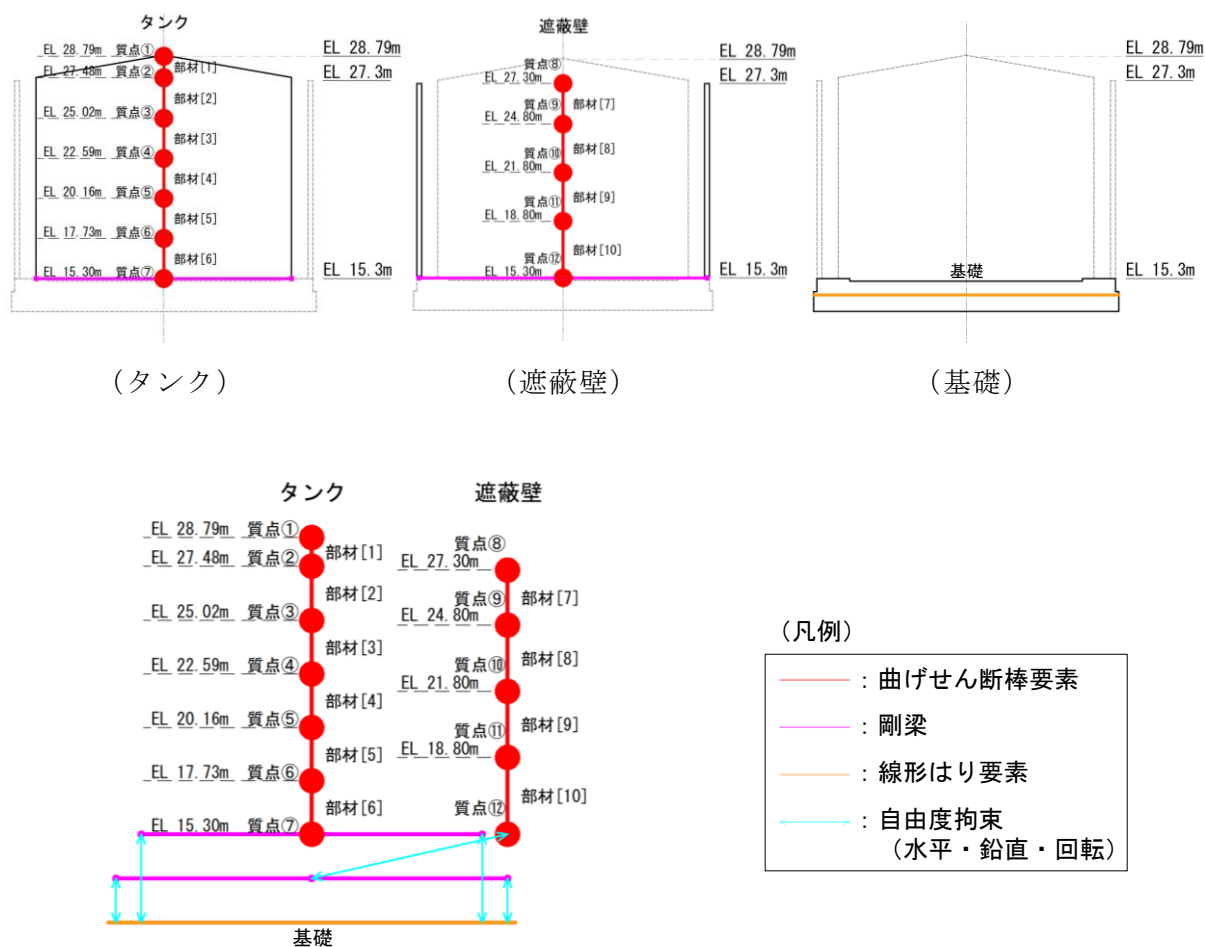 タンク
EL 28.79m 質点①
部材[1]
EL 27.48m 質点②
部材[2]
EL 25.02m 質点③
部材[3]
EL 22.59m 質点④
部材[4]
EL 20.16m 質点⑤
部材[5]
EL 17.73m 質点⑥
部材[6]
EL 15.30m 質点⑦
EL 28.79m
EL 27.3m
EL 15.3m
(タンク)
遮蔽壁
質点⑧
EL 27.30m
質点⑨ 部材[7]
EL 24.80m
質点⑩ 部材[8]
EL 21.80m
質点⑪ 部材[9]
EL 18.80m
質点⑫ 部材[10]
EL 15.30m
EL 28.79m
EL 27.3m
EL 15.3m
(遮蔽壁)
基礎
EL 28.79m
EL 27.3m
EL 15.3m
(基礎)
タンク
EL 28.79m 質点①
部材[1]
EL 27.48m 質点②
部材[2]
EL 25.02m 質点③
部材[3]
EL 22.59m 質点④
部材[4]
EL 20.16m 質点⑤
部材[5]
EL 17.73m 質点⑥
部材[6]
EL 15.30m 質点⑦
遮蔽壁
質点⑧
EL 27.30m
質点⑨ 部材[7]
EL 24.80m
質点⑩ 部材[8]
EL 21.80m
質点⑪ 部材[9]
EL 18.80m
質点⑫ 部材[10]
基礎
(凡例)
:曲げせん断棒要素
:剛梁
:線形はり要素
:自由度拘束
(水平・鉛直・回転)